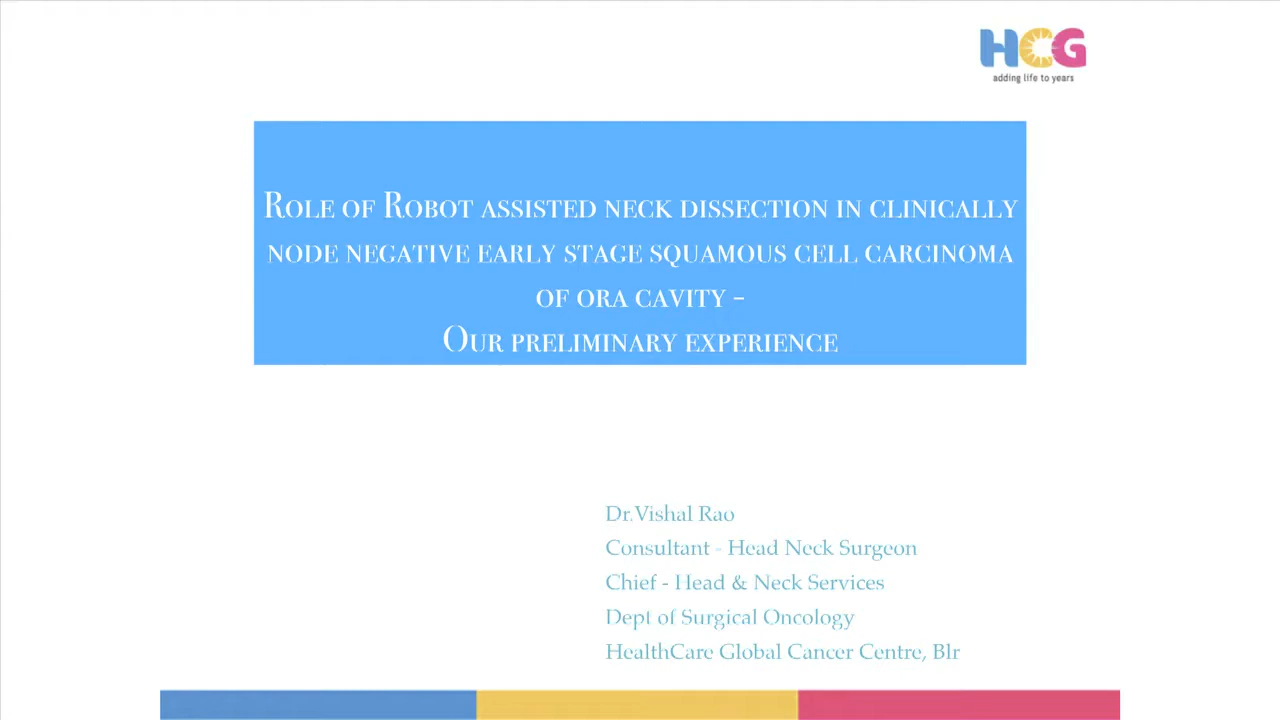 HCG
adding life to years
Role of Robot assisted neck dissection in clinically
node negative early stage squamous cell carcinoma
of ora cavity -
Our preliminary experience
Dr.Vishal Rao
Consultant - Head Neck Surgeon
Chief - Head & Neck Services
Dept of Surgical Oncology
HealthCare Global Cancer Centre, Blr